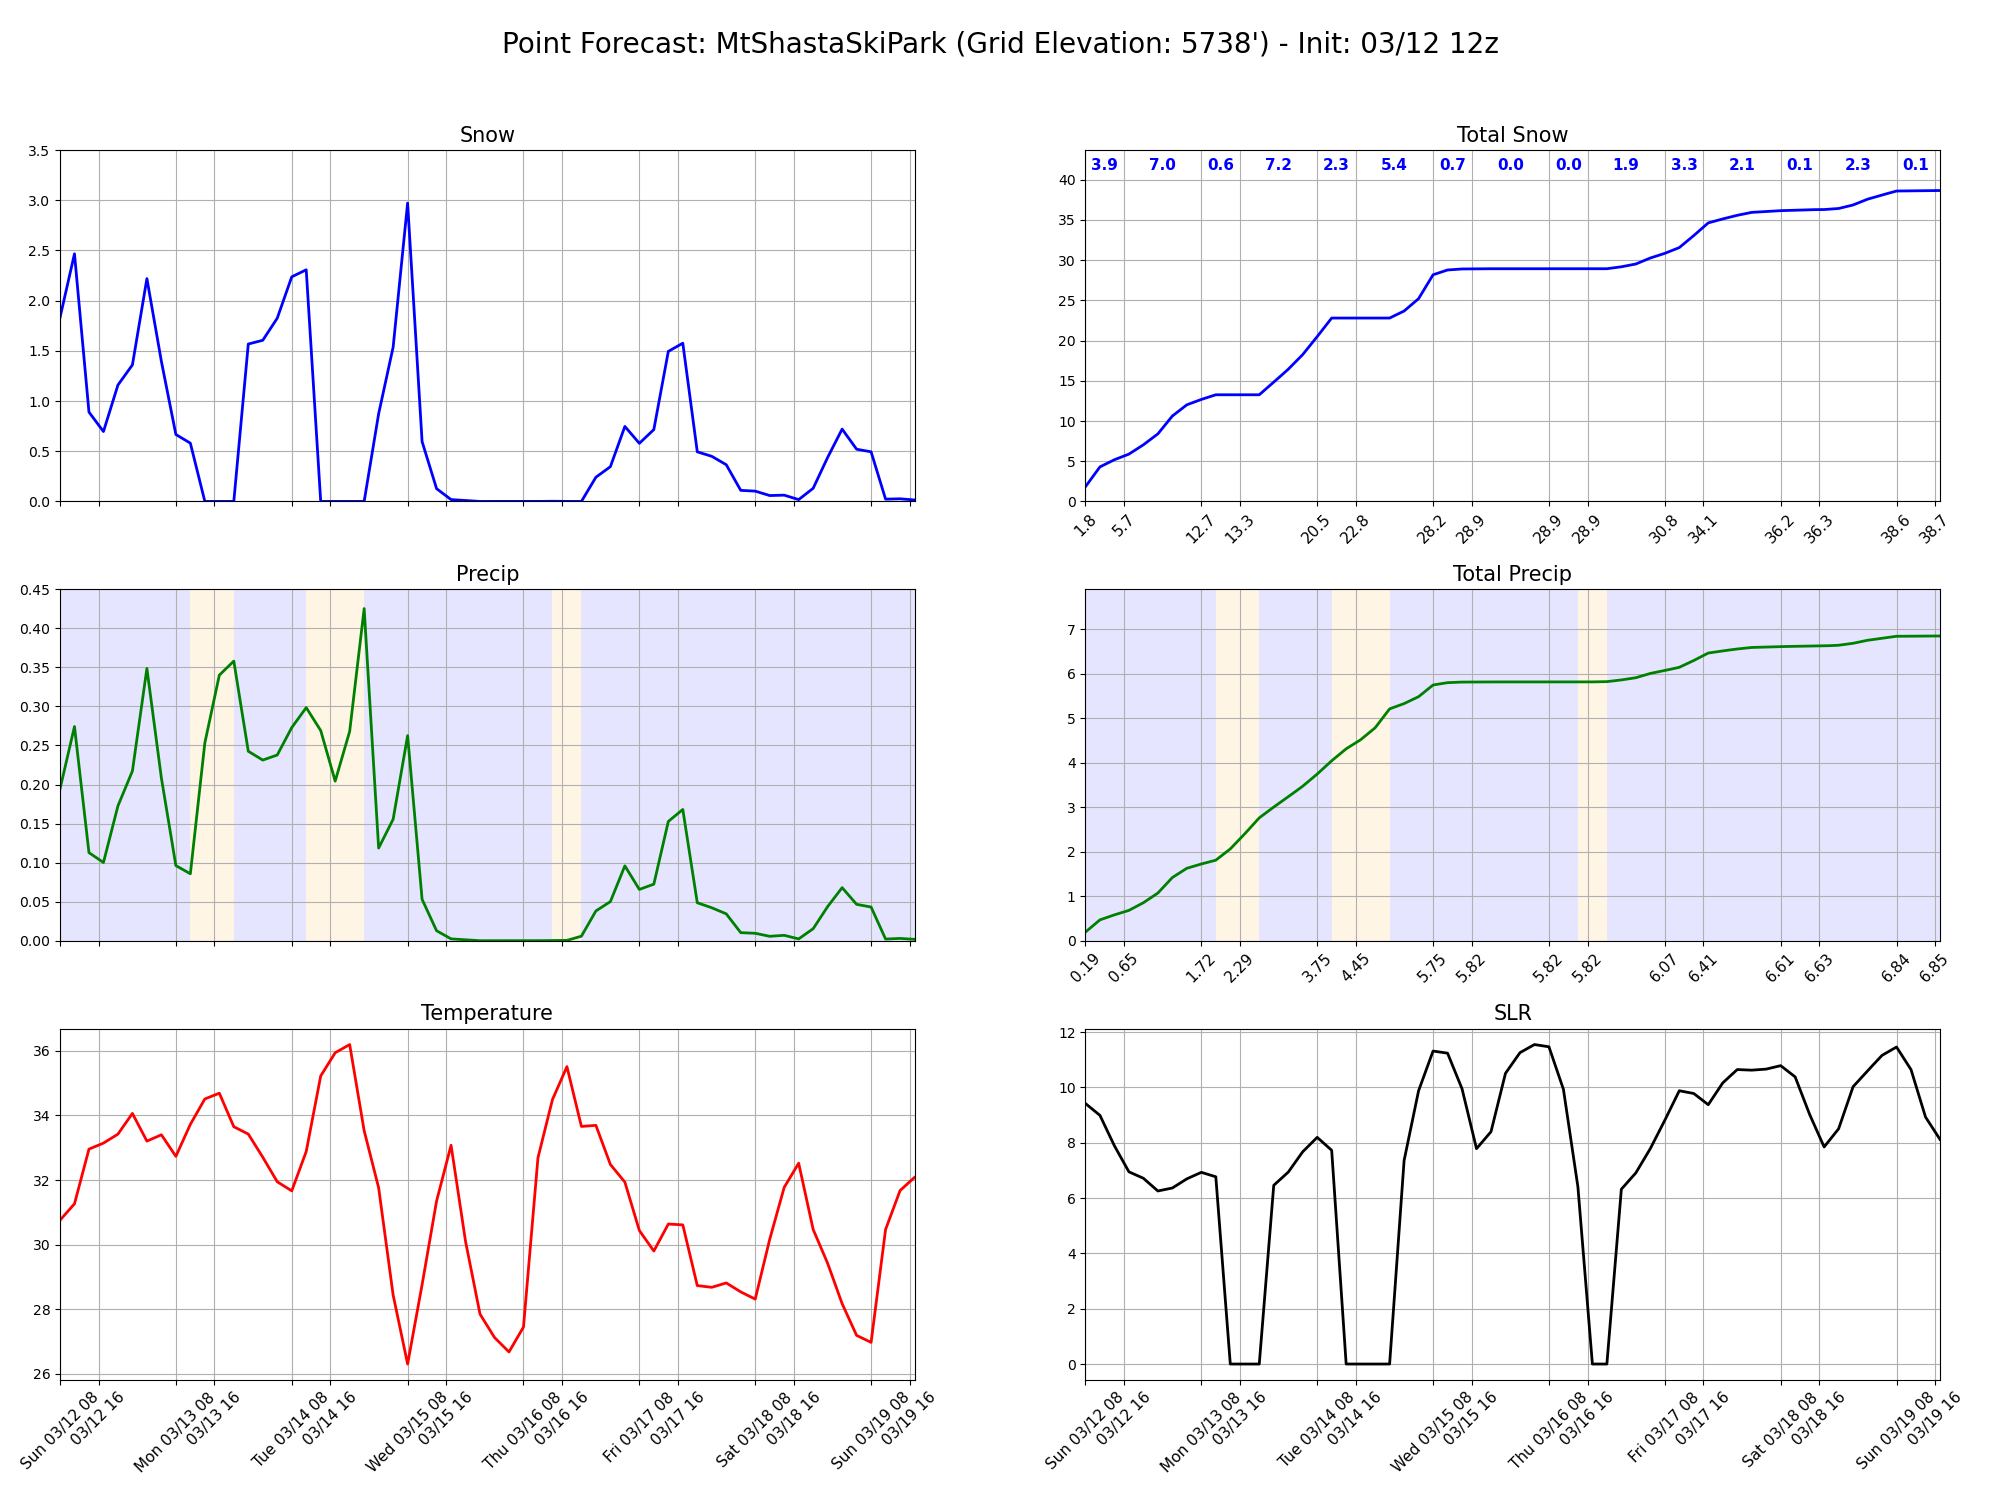 Point Forecast: MtShastaSkiPark (Grid Elevation: 5738') - Init: 03/12 12z
Snow
3.5
3.0
2.5
2.0
1.5
1.0
0.5
0.0
Total Snow
3.9 7.0 0.6 7.2 2.3 5.4 0.7 0.0 0.0 1.9 3.3 2.1 0.1 2.3 0.1
40
35
30
25
20
15
10
5
0
1.8 5.7 12.7 13.3 20.5 22.8 28.2 28.9 28.9 28.9 30.8 34.1 36.2 36.3 38.6 38.7
Precip
0.45
0.40
0.35
0.30
0.25
0.20
0.15
0.10
0.05
0.00
Total Precip
7
6
5
4
3
2
1
0
0.19 0.65 1.72 2.29 3.75 4.45 5.75 5.82 5.82 5.82 6.07 6.41 6.61 6.63 6.84 6.85
Temperature
36
34
32
30
28
26
Sun 03/12 08
03/12 16
Mon 03/13 08
03/13 16
Tue 03/14 08
03/14 16
Wed 03/15 08
03/15 16
Thu 03/16 08
03/16 16
Fri 03/17 08
03/17 16
Sat 03/18 08
03/18 16
Sun 03/19 08
03/19 16
SLR
12
10
8
6
4
2
0
Sun 03/12 08
03/12 16
Mon 03/13 08
03/13 16
Tue 03/14 08
03/14 16
Wed 03/15 08
03/15 16
Thu 03/16 08
03/16 16
Fri 03/17 08
03/17 16
Sat 03/18 08
03/18 16
Sun 03/19 08
03/19 16